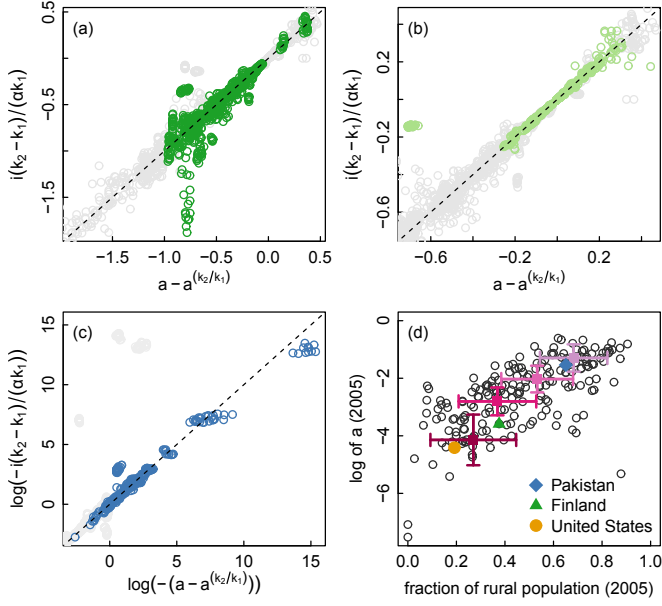 (a)
0.5
−0.5
−1.5
i(k₂−k₁)/(αk₁)
−1.5 −1.0 −0.5 0.0 0.5
a−a^(k₂/k₁)
(b)
0.2
−0.2
−0.6
i(k₂−k₁)/(αk₁)
−0.6 −0.2 0.2
a−a^(k₂/k₁)
(c)
15
10
5
0
log(−i(k₂−k₁)/(αk₁))
0 5 10 15
log(−(a−a^(k₂/k₁)))
(d)
−0
−2
−4
−6
log of a (2005)
Pakistan
Finland
United States
0.0 0.2 0.4 0.6 0.8 1.0
fraction of rural population (2005)